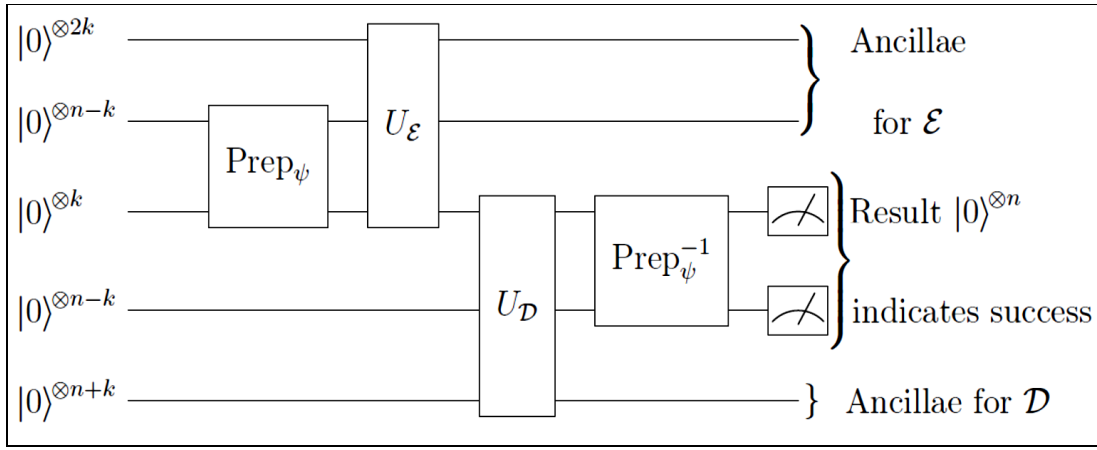 |0⟩^{⊗2k} Ancillae
|0⟩^{⊗n−k} U_ℰ for ℰ
Prep_ψ
|0⟩^{⊗k} Result |0⟩^{⊗n}
Prep_ψ^{−1}
|0⟩^{⊗n−k} U_𝒟 indicates success
|0⟩^{⊗n+k} } Ancillae for 𝒟